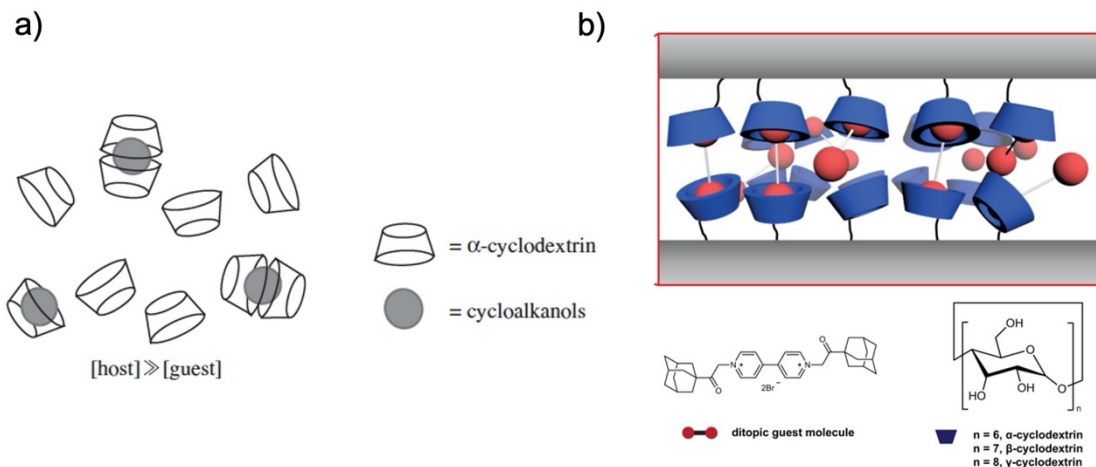 a)
= α-cyclodextrin
= cycloalkanols
[host]≫[guest]
b)
O
N
+
O
N
+
2Br⁻
ditopic guest molecule
OH
O
HO
OH
O
n
n = 6, α-cyclodextrin
n = 7, β-cyclodextrin
n = 8, γ-cyclodextrin